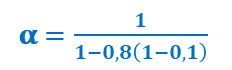 α = 1 / 1−0,8(1−0,1)